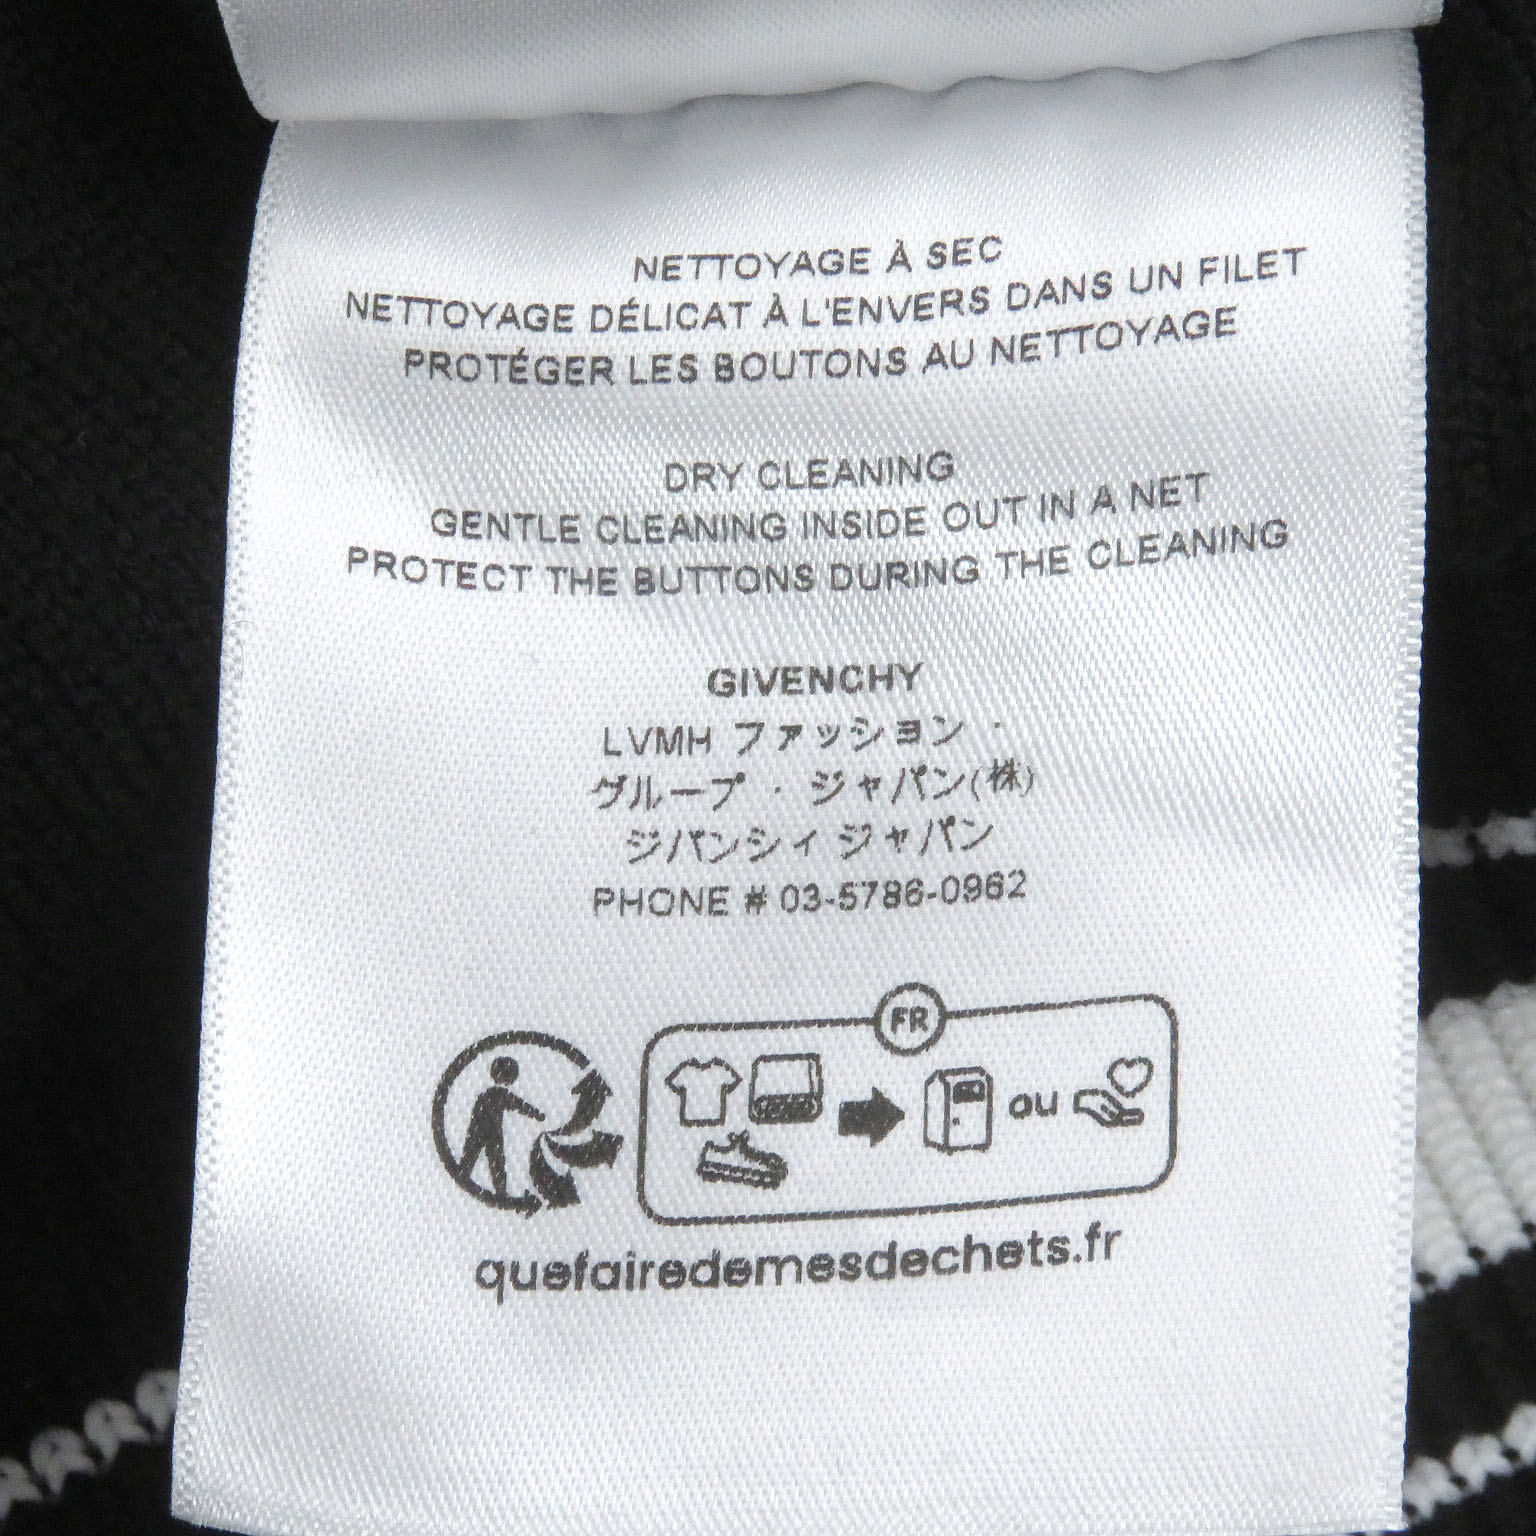 NETTOYAGE À SEC
NETTOYAGE DÉLICAT À L'ENVERS DANS UN FILET
PROTÉGER LES BOUTONS AU NETTOYAGE
DRY CLEANING
GENTLE CLEANING INSIDE OUT IN A NET
PROTECT THE BUTTONS DURING THE CLEANING
GIVENCHY
LVMH ファッション・
グループ・ジャパン(株)
ジバンシィ ジャパン
PHONE # 03-5786-0962
FR
ou
quefairedemesdechets.fr